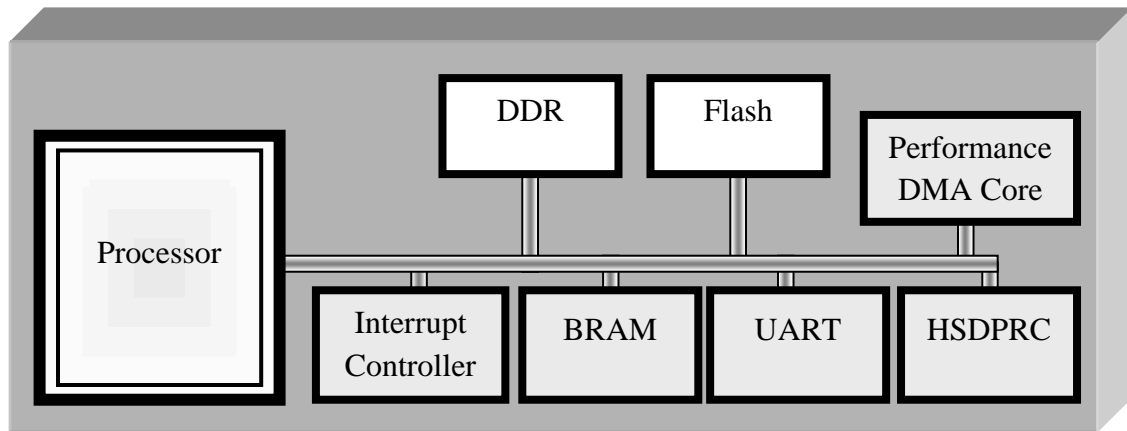 DDR
Flash
Performance
DMA Core
Processor
Interrupt
Controller
BRAM
UART
HSDPRC